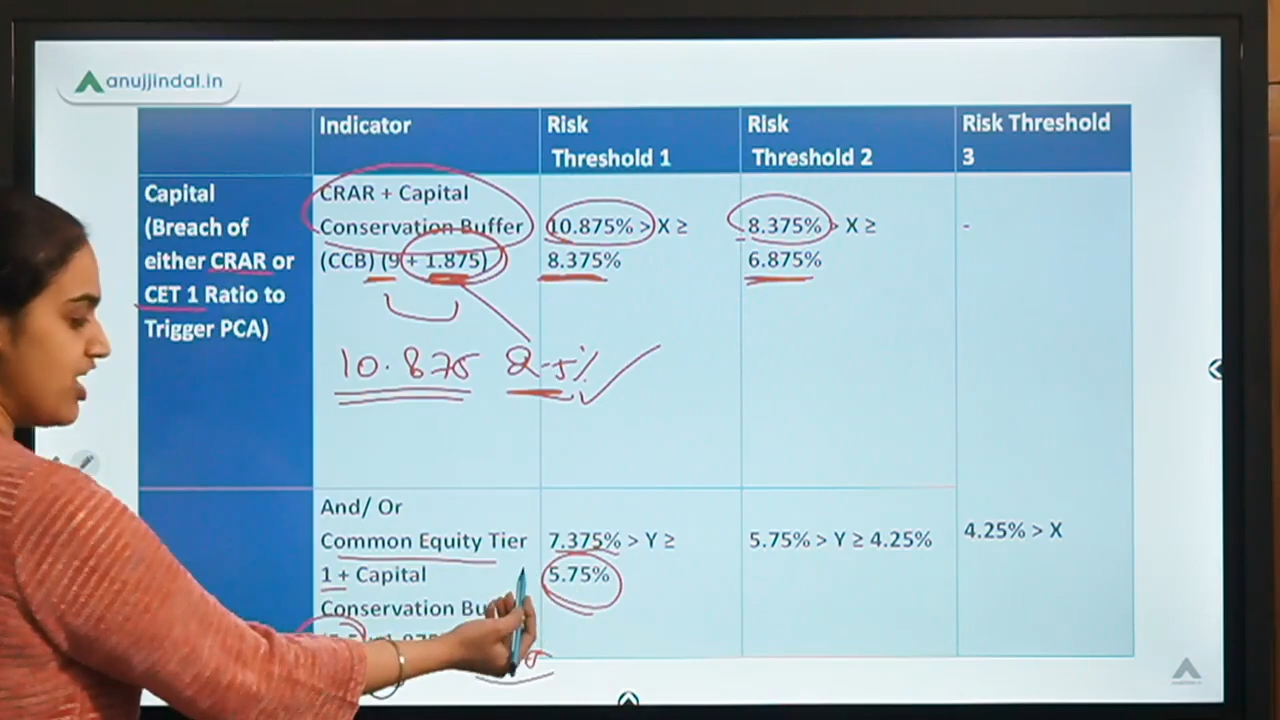 anujjindal.in
Indicator
Risk
Threshold 1
Risk
Threshold 2
Risk Threshold
3
Capital
(Breach of
either CRAR or
CET 1 Ratio to
Trigger PCA)
CRAR + Capital
Conservation Buffer
(CCB) (9 + 1.875)
10.875% > X ≥
8.375%
8.375% > X ≥
6.875%
-
10.875 2.5%
And/ Or
Common Equity Tier
1 + Capital
Conservation
7.375% > Y ≥
5.75%
5.75% > Y ≥ 4.25%
4.25% > X